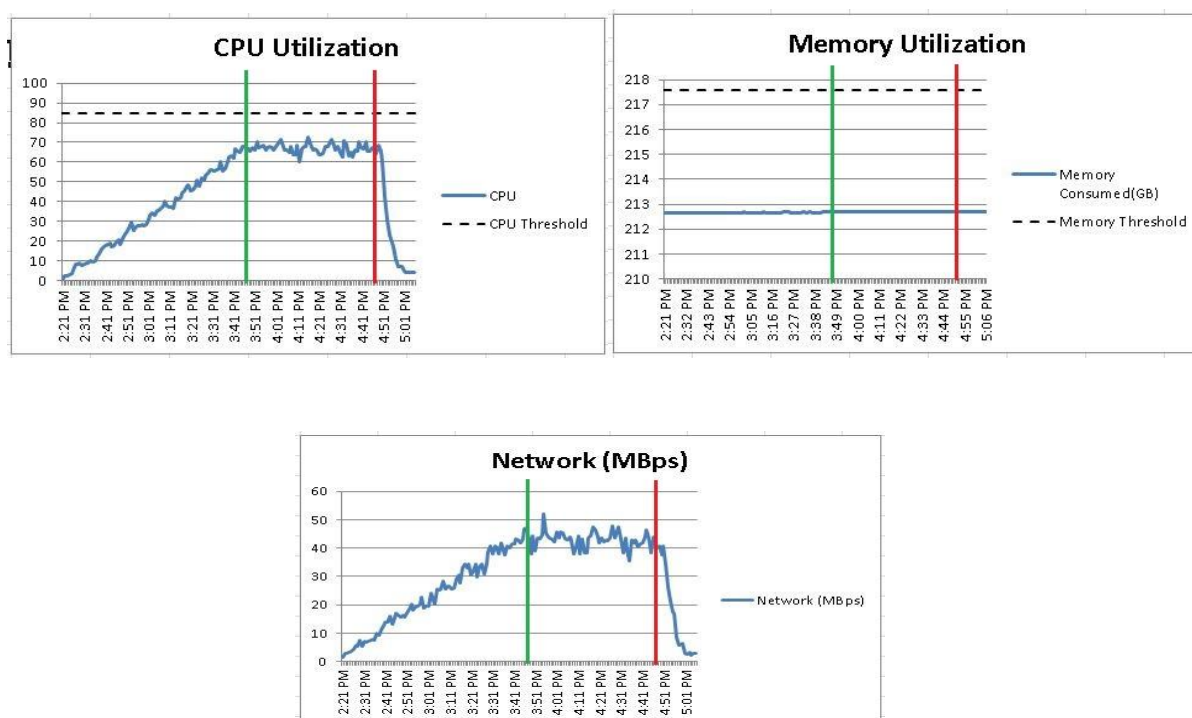 CPU Utilization
100
90
80
70
60
50
40
30
20
10
0
2:21 PM
2:31 PM
2:41 PM
2:51 PM
3:01 PM
3:11 PM
3:21 PM
3:31 PM
3:41 PM
3:51 PM
4:01 PM
4:11 PM
4:21 PM
4:31 PM
4:41 PM
4:51 PM
5:01 PM
CPU
CPU Threshold
Memory Utilization
218
217
216
215
214
213
212
211
210
2:21 PM
2:32 PM
2:43 PM
2:54 PM
3:05 PM
3:16 PM
3:27 PM
3:38 PM
3:49 PM
4:00 PM
4:11 PM
4:22 PM
4:33 PM
4:44 PM
4:55 PM
5:06 PM
Memory
Consumed(GB)
Memory Threshold
Network (MBps)
60
50
40
30
20
10
0
2:21 PM
2:31 PM
2:41 PM
2:51 PM
3:01 PM
3:11 PM
3:21 PM
3:31 PM
3:41 PM
3:51 PM
4:01 PM
4:11 PM
4:21 PM
4:31 PM
4:41 PM
4:51 PM
5:01 PM
Network (MBps)